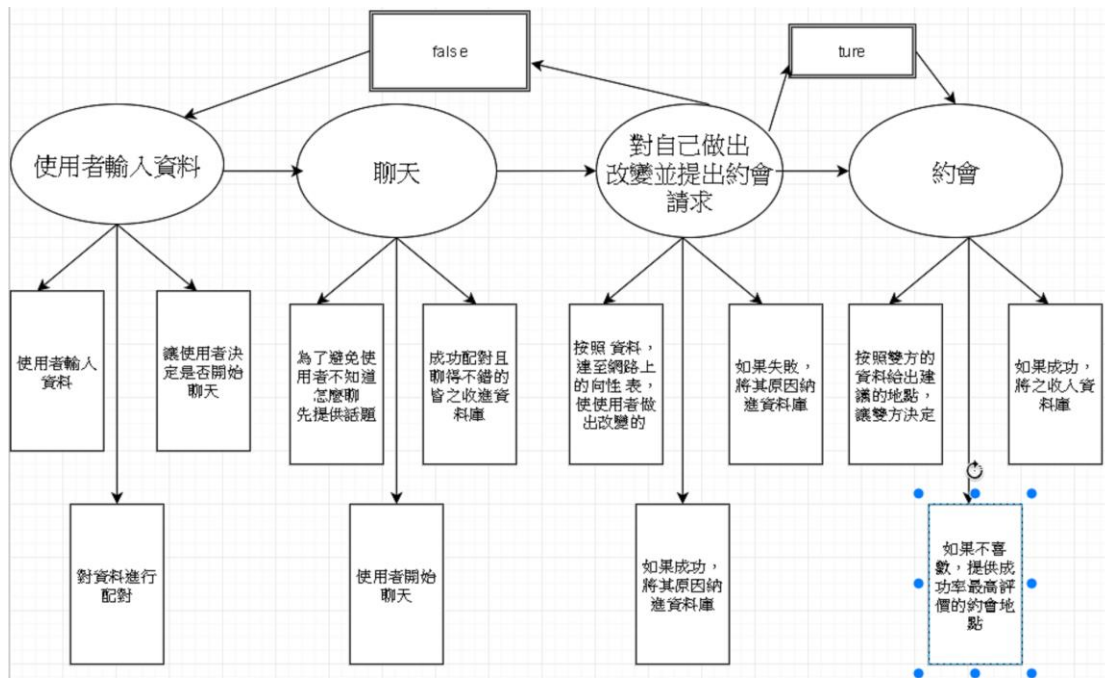 false
ture
使用者輸入資料
聊天
對自己做出
改變並提出約會
請求
約會
使用者輸入
資料
讓使用者決
定是否開始
聊天
為了避免使
用者不知道
怎麼聊
先提供話題
成功配對且
聊得不錯的
皆之收進資
料庫
按照 資料，
連至網路上
的向性 表，
使使用者做
出改變的
如果失敗，
將其原因納
進資料庫
按照雙方的
資料給出建
議的地點，
讓雙方決定
如果成功，
將之收入資
料庫
對資料進行
配對
使用者開始
聊天
如果成功，
將其原因納
進資料庫
如果不喜
歡，提供成
功率最高評
價的約會地
點